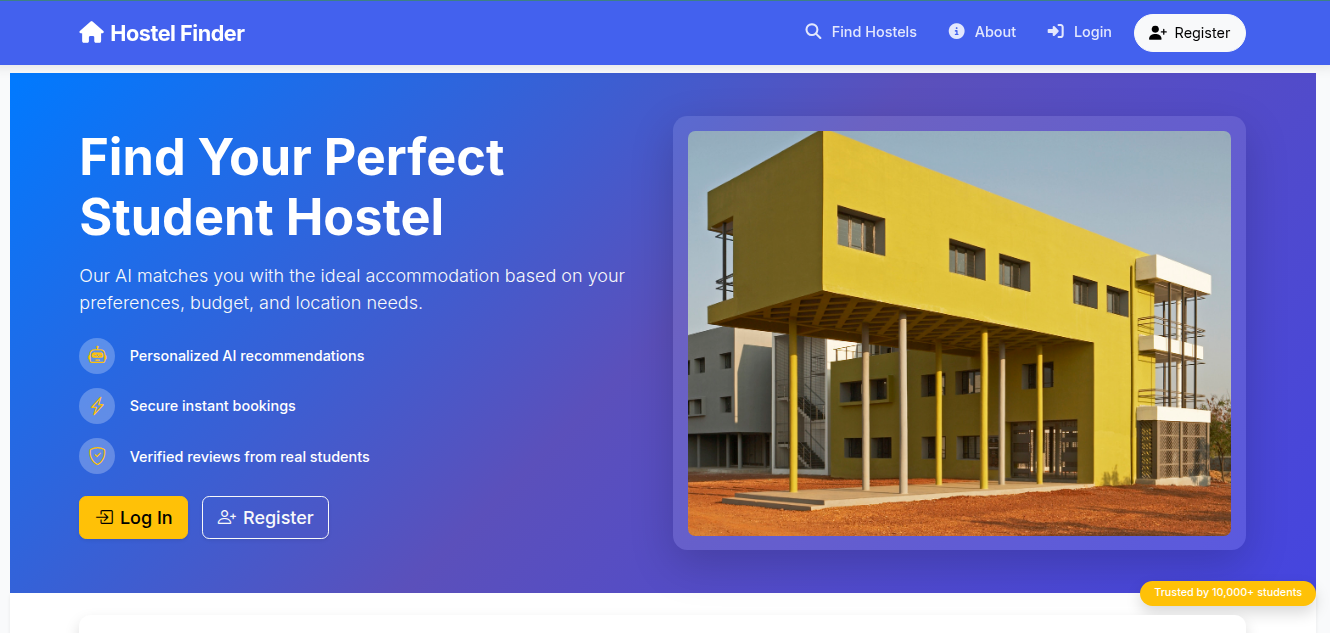 Hostel Finder
Find Hostels
About
Login
Register
Find Your Perfect
Student Hostel
Our AI matches you with the ideal accommodation based on your
preferences, budget, and location needs.
Personalized AI recommendations
Secure instant bookings
Verified reviews from real students
Log In
Register
Trusted by 10,000+ students